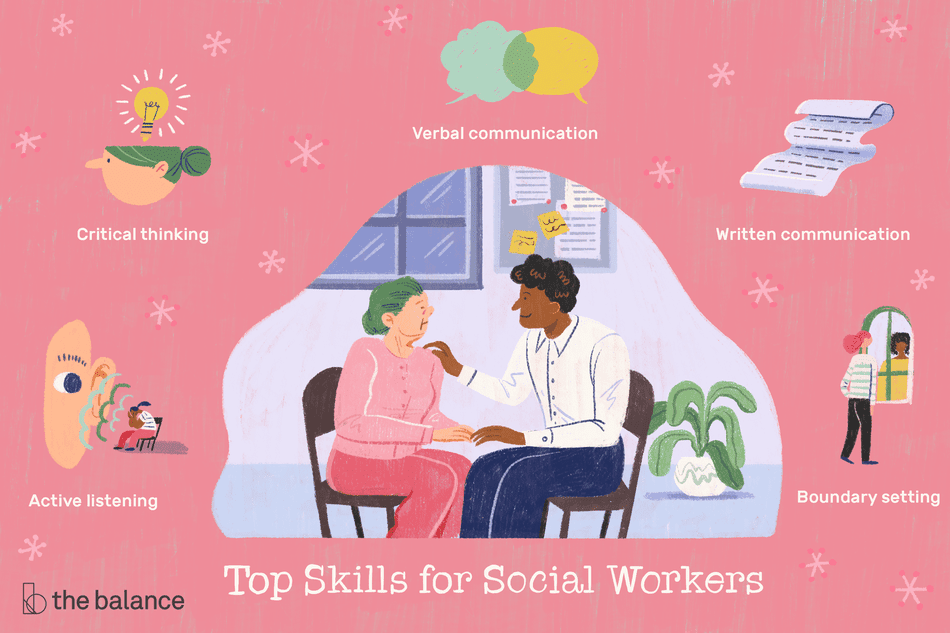 Verbal communication
Critical thinking
Written communication
Active listening
Boundary setting
Top Skills for Social Workers
the balance